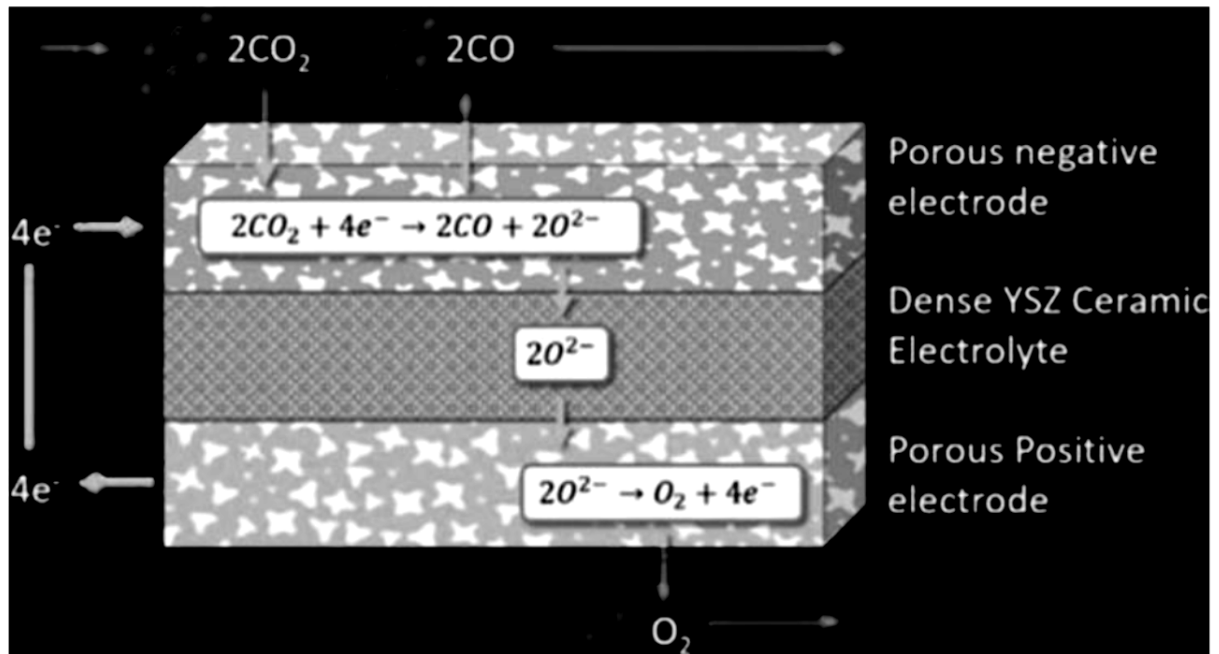 2CO₂ 2CO
Porous negative
electrode
4e⁻
2CO₂ + 4e⁻ → 2CO + 2O²⁻
Dense YSZ Ceramic
Electrolyte
2O²⁻
Porous Positive
electrode
4e⁻
2O²⁻ → O₂ + 4e⁻
O₂